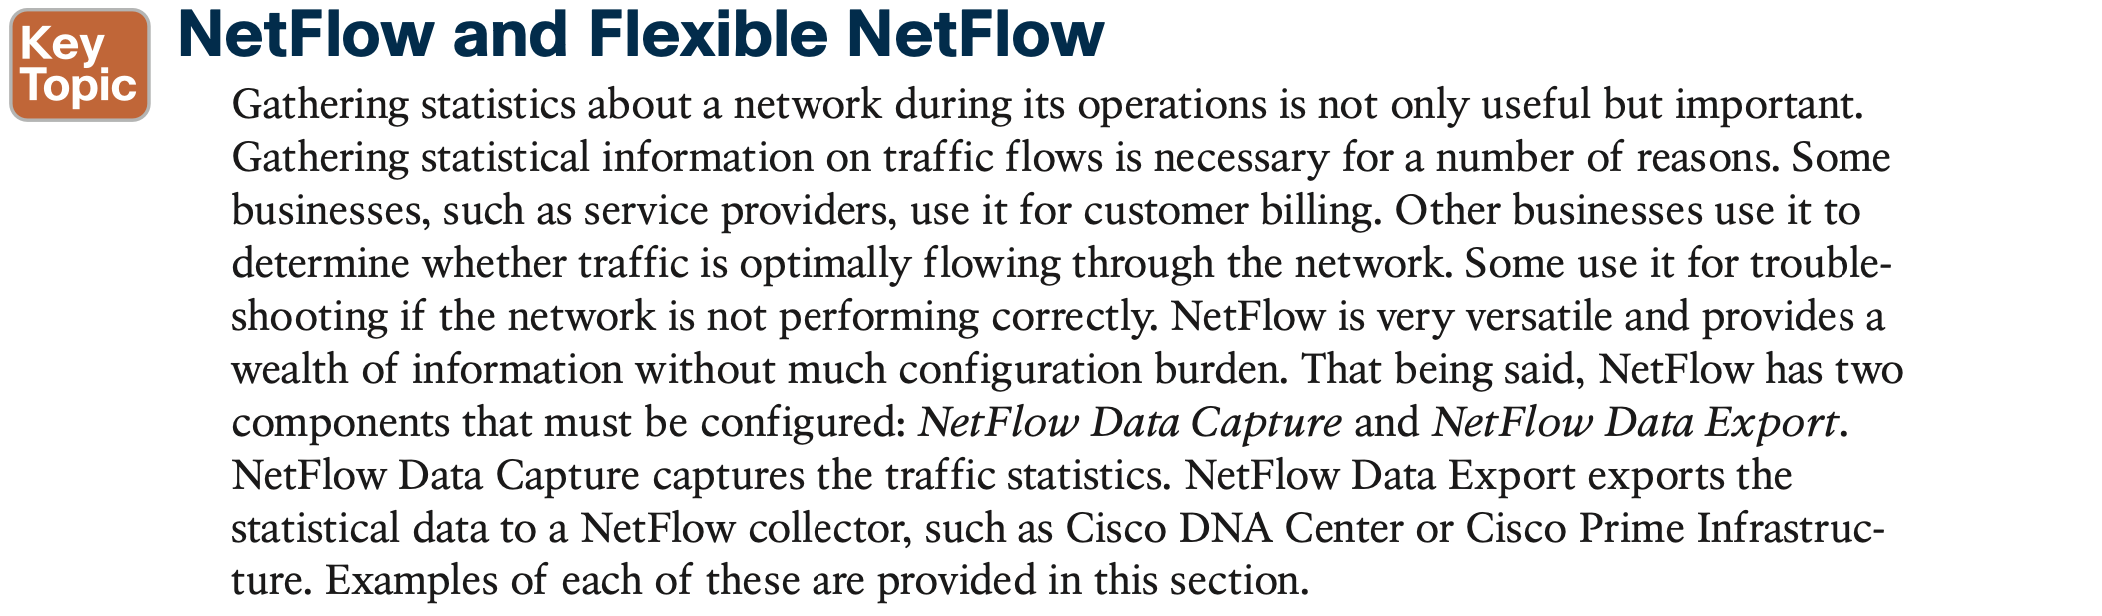 Key
Topic
NetFlow and Flexible NetFlow
Gathering statistics about a network during its operations is not only useful but important.
Gathering statistical information on traffic flows is necessary for a number of reasons. Some
businesses, such as service providers, use it for customer billing. Other businesses use it to
determine whether traffic is optimally flowing through the network. Some use it for trouble-
shooting if the network is not performing correctly. NetFlow is very versatile and provides a
wealth of information without much configuration burden. That being said, NetFlow has two
components that must be configured: NetFlow Data Capture and NetFlow Data Export.
NetFlow Data Capture captures the traffic statistics. NetFlow Data Export exports the
statistical data to a NetFlow collector, such as Cisco DNA Center or Cisco Prime Infrastruc-
ture. Examples of each of these are provided in this section.